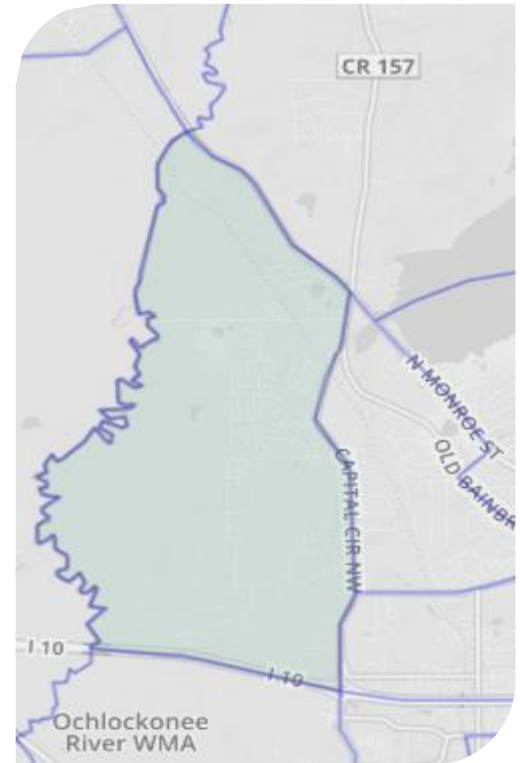 CR 157
N MONROE ST
OLD BAINBR
CAPITAL CIR NW
I 10
I 10
Ochlockonee
River WMA